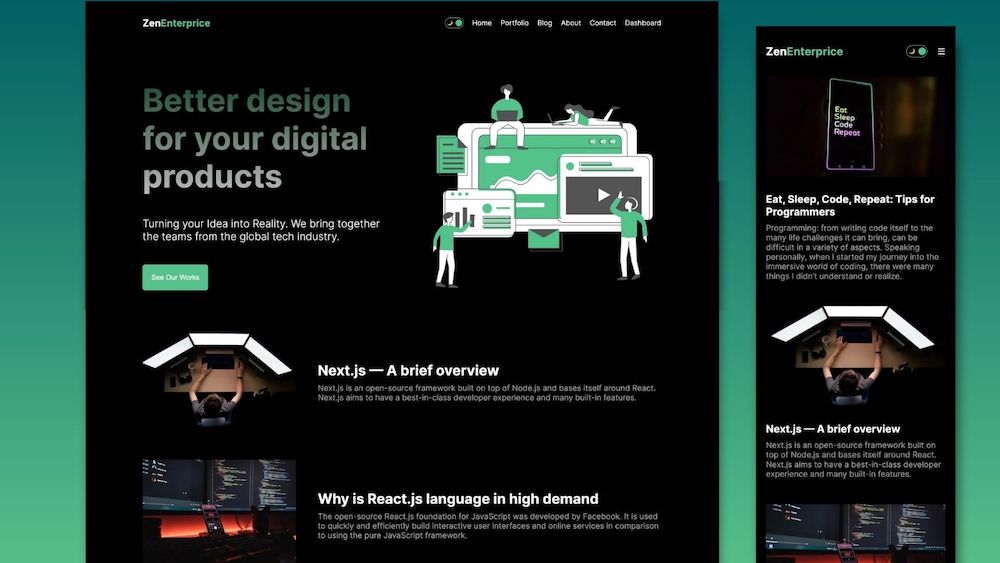 ZenEnterprice
Home Portfolio Blog About Contact Dashboard
Better design
for your digital
products
Turning your Idea into Reality. We bring together
the teams from the global tech industry.
See Our Works
Next.js — A brief overview
Next.js is an open-source framework built on top of Node.js and bases itself around React.
Next.js aims to have a best-in-class developer experience and many built-in features.
Why is React.js language in high demand
The open-source React.js foundation for JavaScript was developed by Facebook. It is used
to quickly and efficiently build interactive user interfaces and online services in comparison
to using the pure JavaScript framework.
ZenEnterprice
Eat
Sleep
Code
Repeat
Eat, Sleep, Code, Repeat: Tips for
Programmers
Programming: from writing code itself to the
many life challenges it can bring, can be
difficult in a variety of aspects. Speaking
personally, when I started my journey into the
immersive world of coding, there were many
things I didn't understand or realize.
Next.js — A brief overview
Next.js is an open-source framework built on
top of Node.js and bases itself around React.
Next.js aims to have a best-in-class developer
experience and many built-in features.